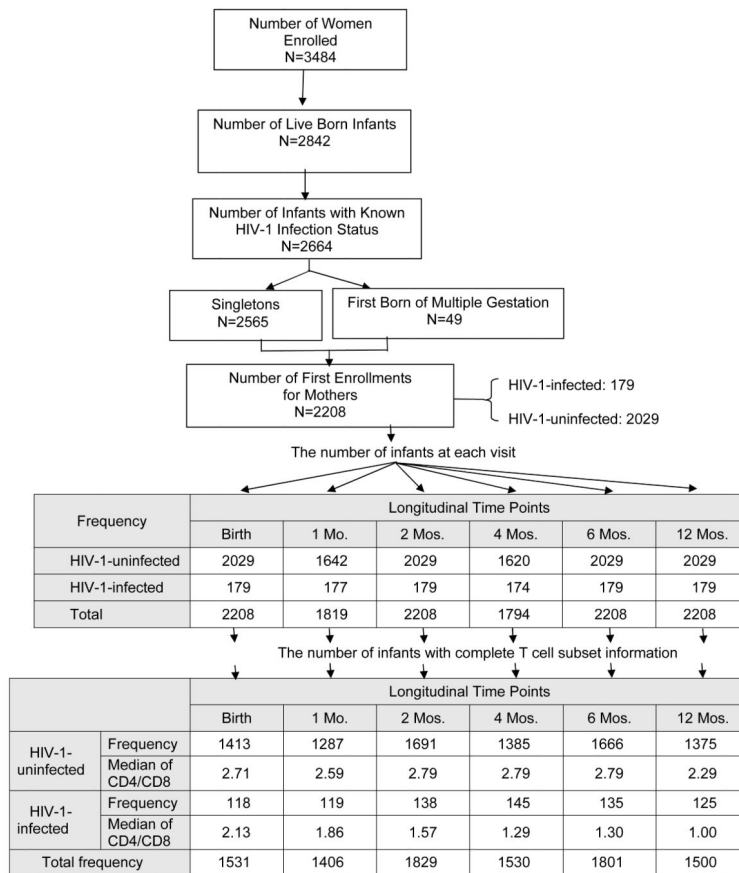 Number of Women
Enrolled
N=3484
Number of Live Born Infants
N=2842
Number of Infants with Known
HIV-1 Infection Status
N=2664
Singletons
N=2565
First Born of Multiple Gestation
N=49
Number of First Enrollments
for Mothers
N=2208
HIV-1-infected: 179
HIV-1-uninfected: 2029
The number of infants at each visit
Frequency
Longitudinal Time Points
Birth 1 Mo. 2 Mos. 4 Mos. 6 Mos. 12 Mos.
HIV-1-uninfected 2029 1642 2029 1620 2029 2029
HIV-1-infected 179 177 179 174 179 179
Total 2208 1819 2208 1794 2208 2208
The number of infants with complete T cell subset information
Longitudinal Time Points
Birth 1 Mo. 2 Mos. 4 Mos. 6 Mos. 12 Mos.
HIV-1-
uninfected
Frequency 1413 1287 1691 1385 1666 1375
Median of
CD4/CD8
2.71 2.59 2.79 2.79 2.79 2.29
HIV-1-
infected
Frequency 118 119 138 145 135 125
Median of
CD4/CD8
2.13 1.86 1.57 1.29 1.30 1.00
Total frequency 1531 1406 1829 1530 1801 1500